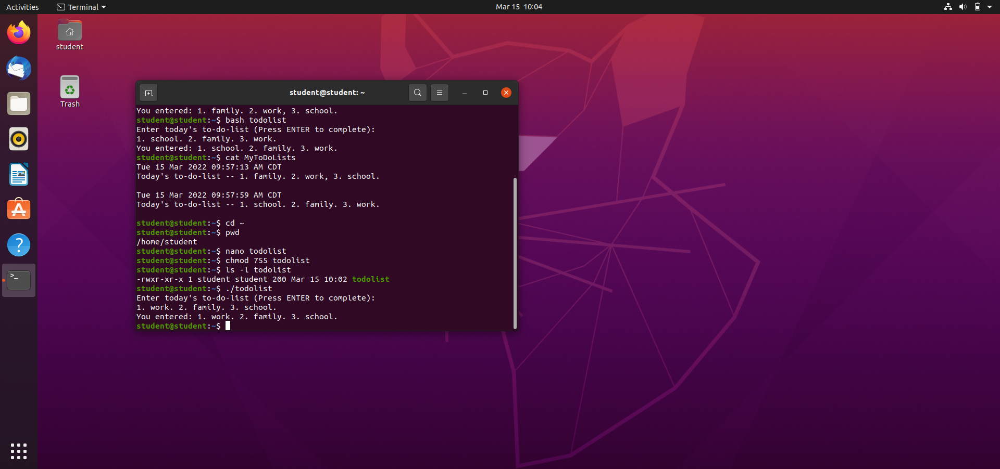 Activities
Terminal
Mar 15 10:04
student
Trash
student@student: ~
You entered: 1. family. 2. work, 3. school.
student@student:~$ bash todolist
Enter today's to-do-list (Press ENTER to complete):
1. school. 2. family. 3. work.
You entered: 1. school. 2. family. 3. work.
student@student:~$ cat MyToDoLists
Tue 15 Mar 2022 09:57:13 AM CDT
Today's to-do-list -- 1. family. 2. work, 3. school.
Tue 15 Mar 2022 09:57:59 AM CDT
Today's to-do-list -- 1. school. 2. family. 3. work.
student@student:~$ cd ~
student@student:~$ pwd
/home/student
student@student:~$ nano todolist
student@student:~$ chmod 755 todolist
student@student:~$ ls -l todolist
-rwxr-xr-x 1 student student 200 Mar 15 10:02 todolist
student@student:~$ ./todolist
Enter today's to-do-list (Press ENTER to complete):
1. work. 2. family. 3. school.
You entered: 1. work. 2. family. 3. school.
student@student:~$